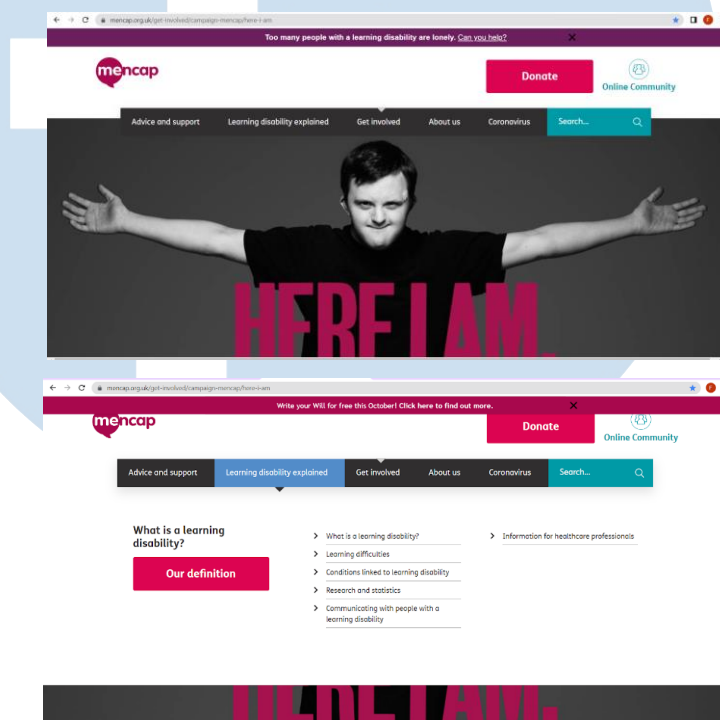 mencap.org.uk/get-involved/campaign-mencap/here-i-am
Too many people with a learning disability are lonely. Can you help?
mencap
Donate
Online Community
Advice and support Learning disability explained Get involved About us Coronavirus Search...
HERE I AM.
mencap.org.uk/get-involved/campaign-mencap/here-i-am
Write your Will for free this October! Click here to find out more.
mencap
Donate
Online Community
Advice and support Learning disability explained Get involved About us Coronavirus Search...
What is a learning
disability?
Our definition
What is a learning disability?
Learning difficulties
Conditions linked to learning disability
Research and statistics
Communicating with people with a
learning disability
Information for healthcare professionals
HERE I AM.